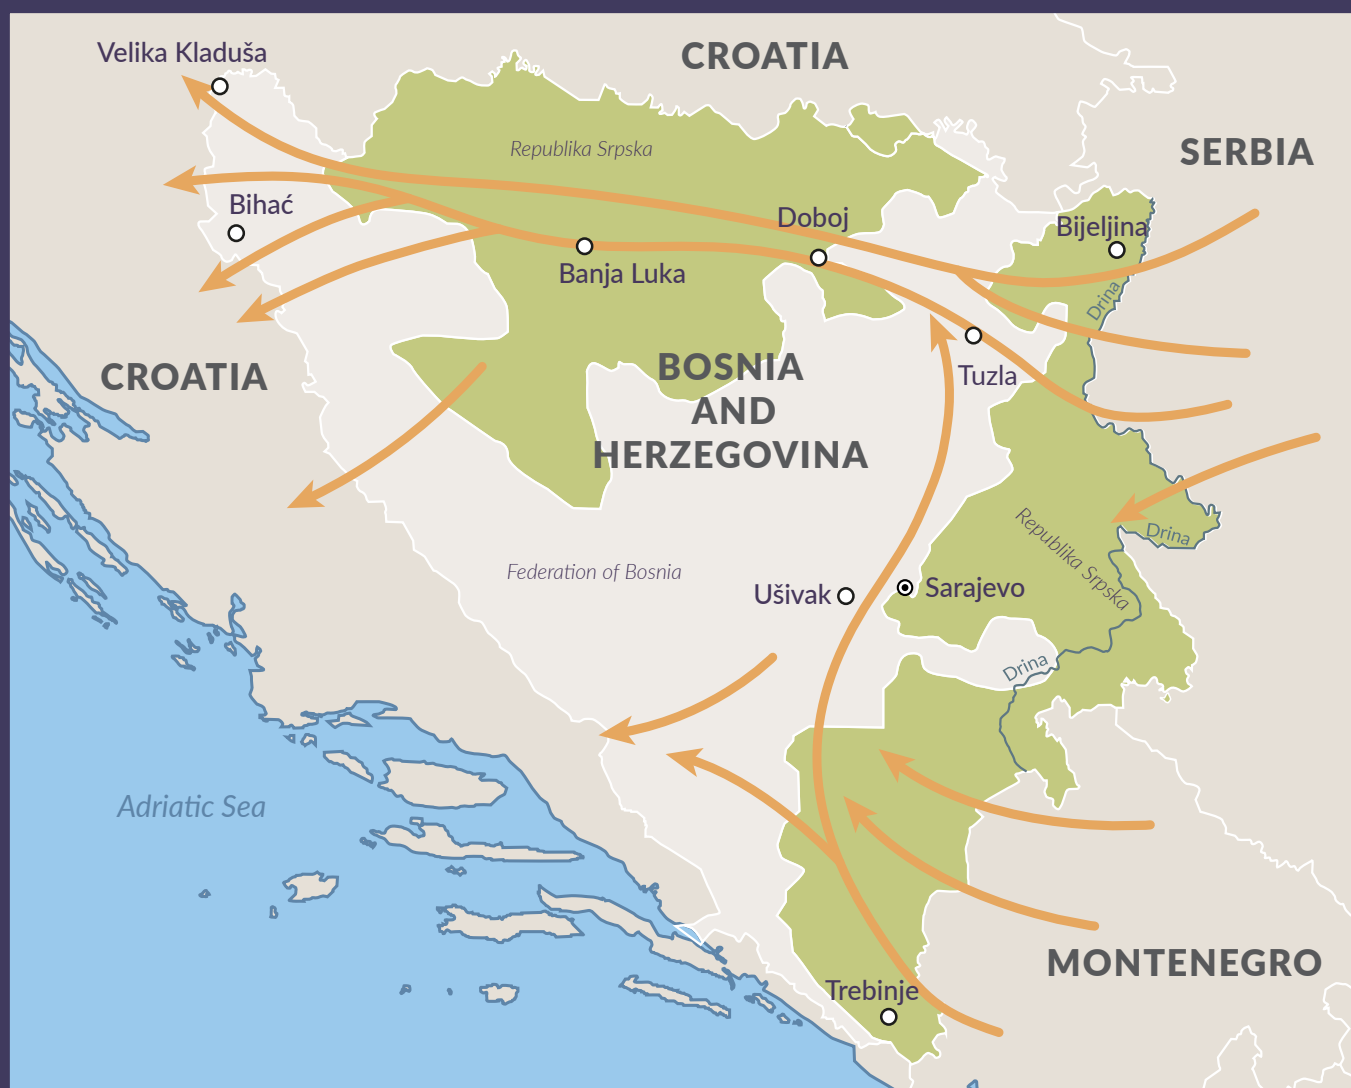 Velika Kladuša
CROATIA
SERBIA
Republika Srpska
Bihać
Doboj
Bijeljina
Banja Luka
Drina
CROATIA
BOSNIA
AND
HERZEGOVINA
Tuzla
Republika Srpska
Drina
Federation of Bosnia
Ušivak
Sarajevo
Drina
Adriatic Sea
MONTENEGRO
Trebinje